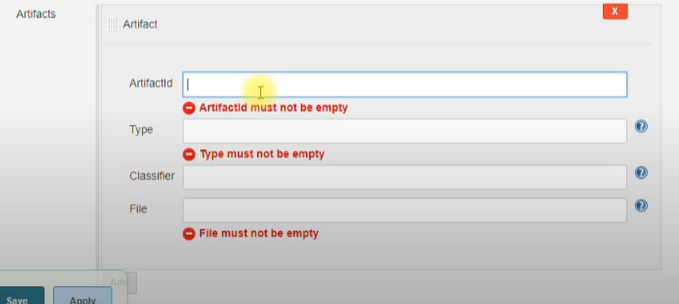 Artifacts
X
Artifact
ArtifactId
ArtifactId must not be empty
Type
Type must not be empty
Classifier
File
File must not be empty
Add
Save
Apply